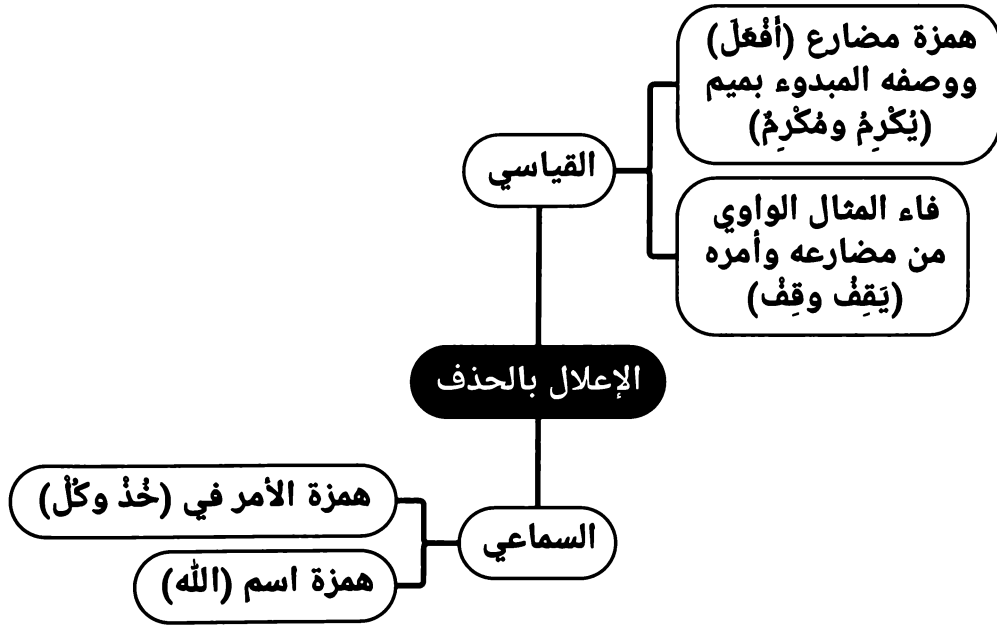 همزة مضارع (أَفْعَلَ)
ووصفه المبدوء بميم
(يُكْرِمُ ومُكْرِمٌ)
القياسي
فاء المثال الواوي
من مضارعه وأمره
(يَقِفُ وقِفْ)
الإعلال بالحذف
السماعي
همزة الأمر في (خُذْ وكُلْ)
همزة اسم (الله)